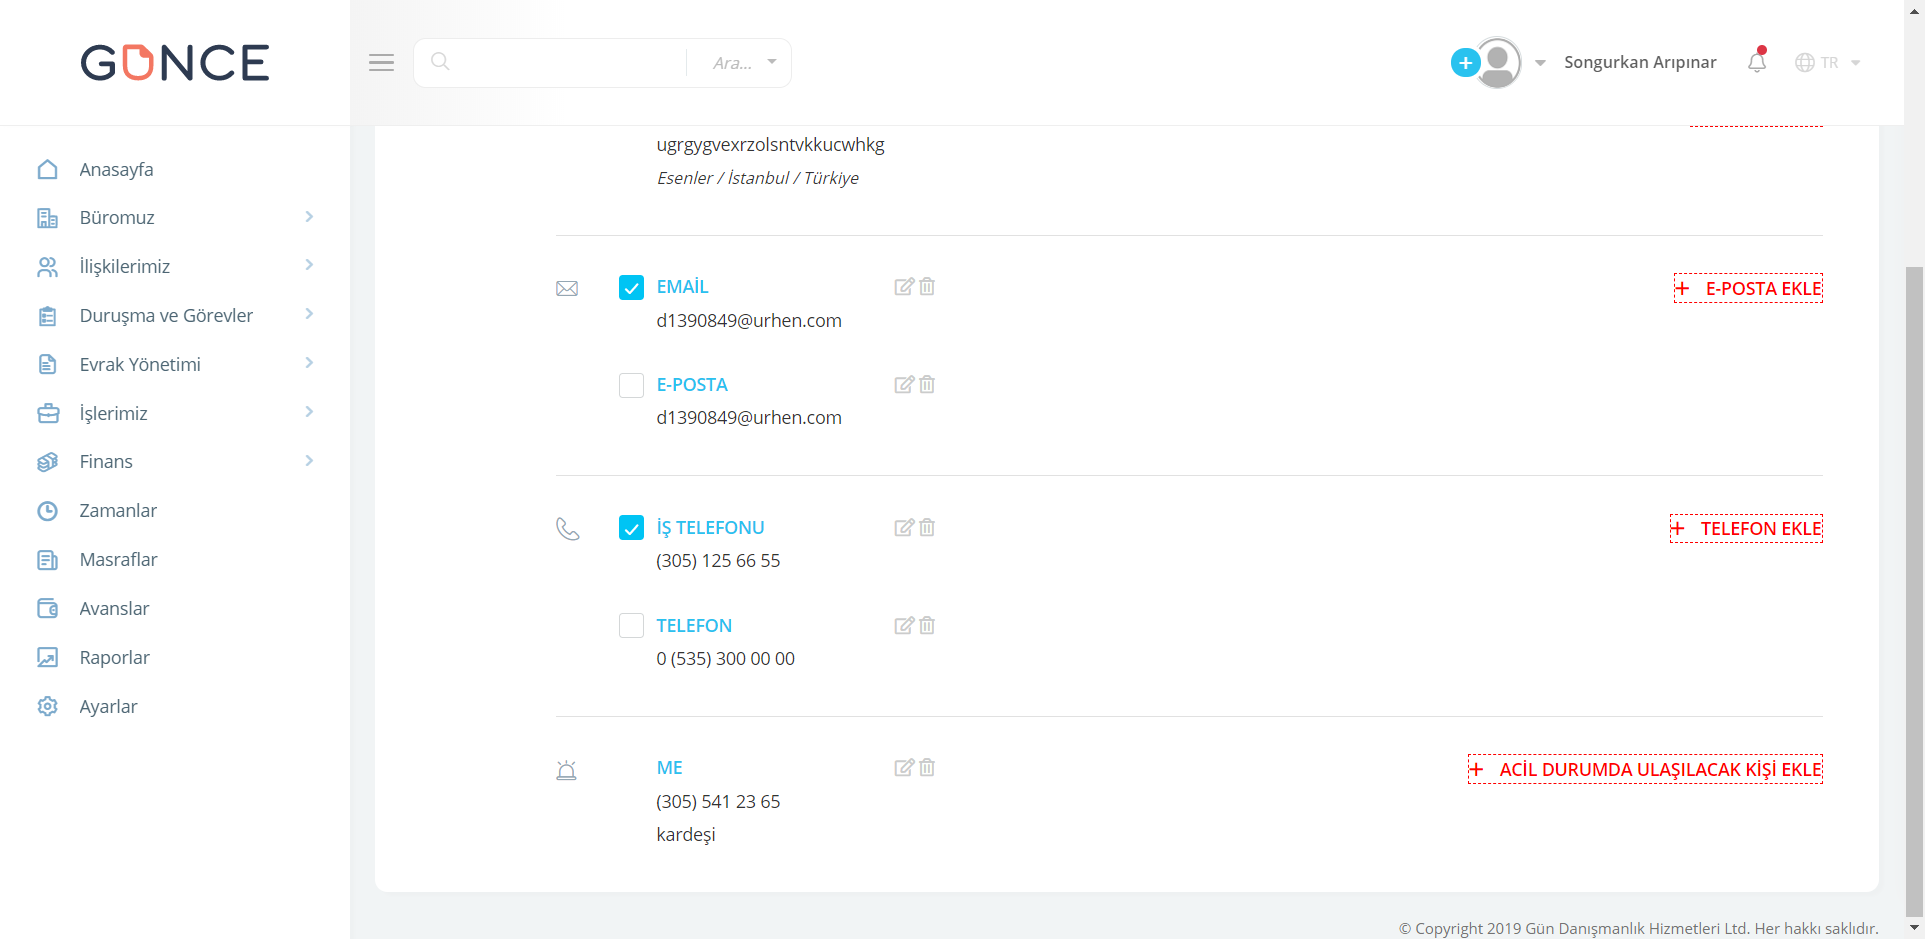 GÜNCE
Ara...
Songurkan Arıpınar
TR
Anasayfa
Büromuz
İlişkilerimiz
Duruşma ve Görevler
Evrak Yönetimi
İşlerimiz
Finans
Zamanlar
Masraflar
Avanslar
Raporlar
Ayarlar
ugrgygvexrzolsntvkkucwhkg
Esenler / İstanbul / Türkiye
EMAİL
+ E-POSTA EKLE
d1390849@urhen.com
E-POSTA
d1390849@urhen.com
İŞ TELEFONU
+ TELEFON EKLE
(305) 125 66 55
TELEFON
0 (535) 300 00 00
ME
+ ACİL DURUMDA ULAŞILACAK KİŞİ EKLE
(305) 541 23 65
kardeşi
© Copyright 2019 Gün Danışmanlık Hizmetleri Ltd. Her hakkı saklıdır.